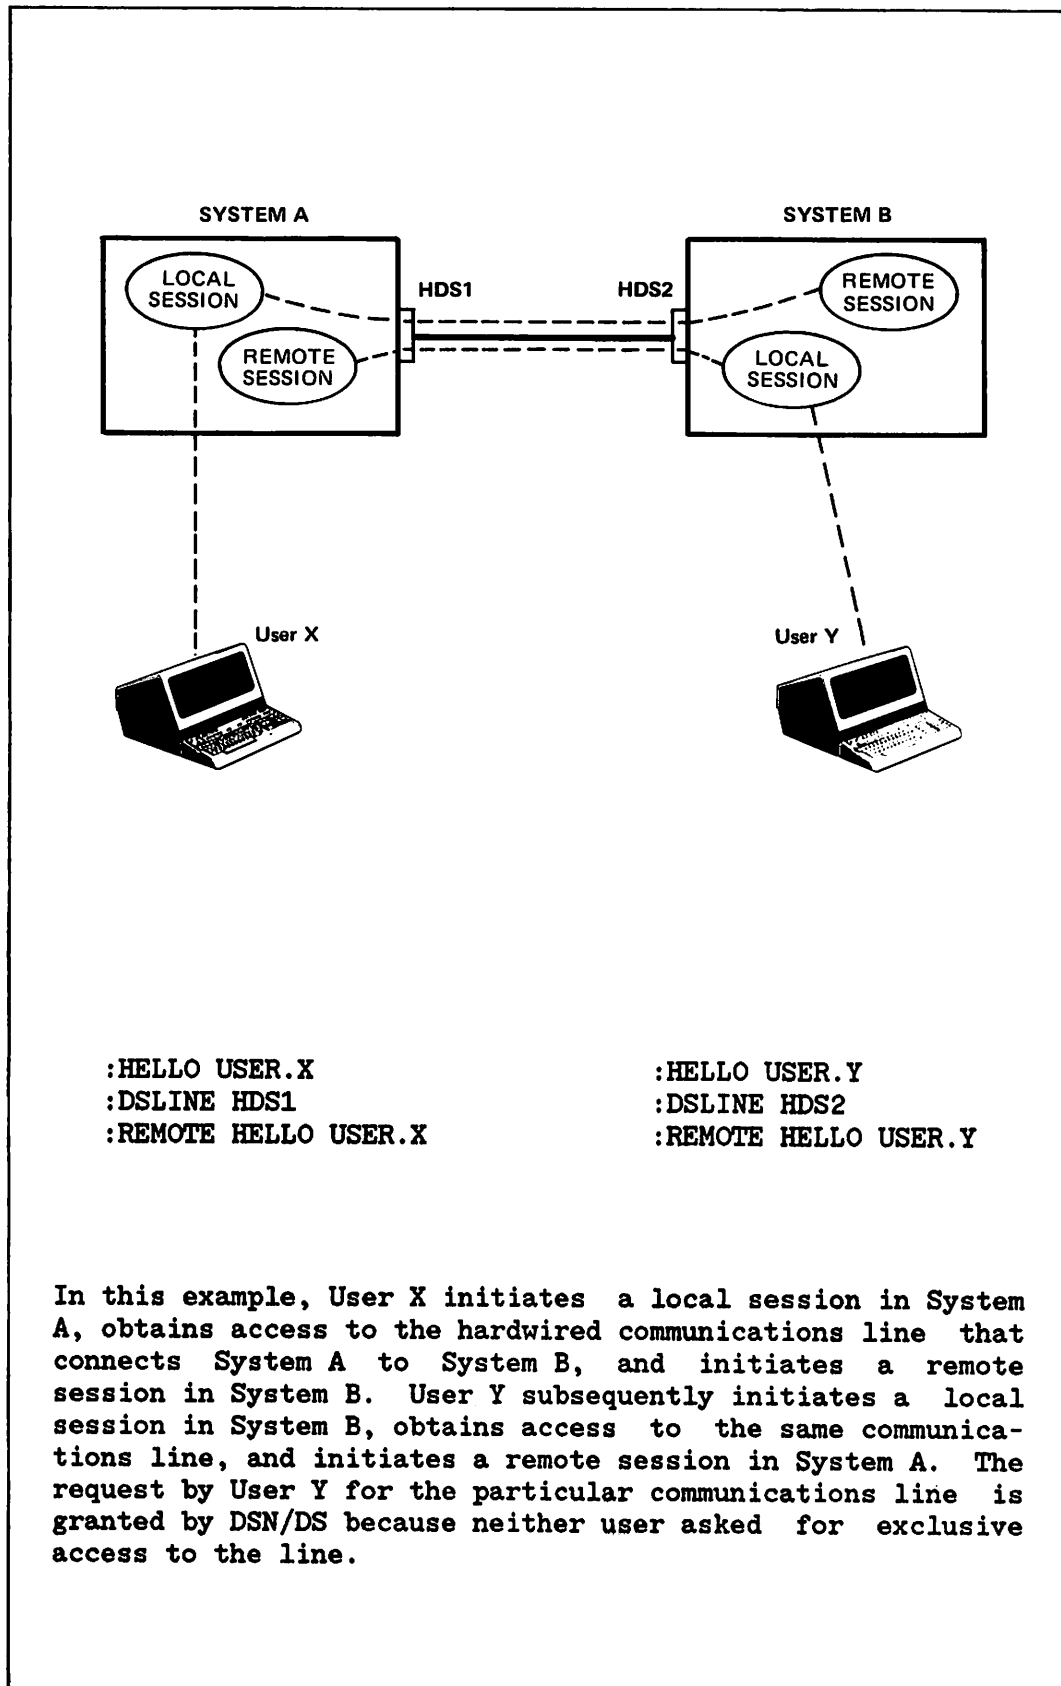 SYSTEM A
SYSTEM B
LOCAL
SESSION
REMOTE
SESSION
HDS1
HDS2
REMOTE
SESSION
LOCAL
SESSION
User X
User Y
:HELLO USER.X
:DSLINE HDS1
:REMOTE HELLO USER.X
:HELLO USER.Y
:DSLINE HDS2
:REMOTE HELLO USER.Y
In this example, User X initiates a local session in System
A, obtains access to the hardwired communications line that
connects System A to System B, and initiates a remote
session in System B. User Y subsequently initiates a local
session in System B, obtains access to the same communica-
tions line, and initiates a remote session in System A. The
request by User Y for the particular communications line is
granted by DSN/DS because neither user asked for exclusive
access to the line.